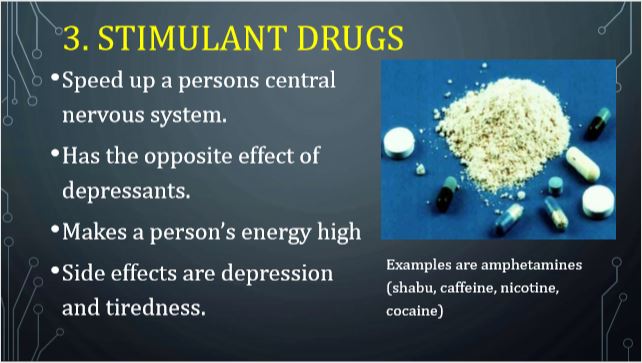 3. STIMULANT DRUGS
•Speed up a persons central
nervous system.
•Has the opposite effect of
depressants.
•Makes a person's energy high
•Side effects are depression
and tiredness.
Examples are amphetamines
(shabu, caffeine, nicotine,
cocaine)